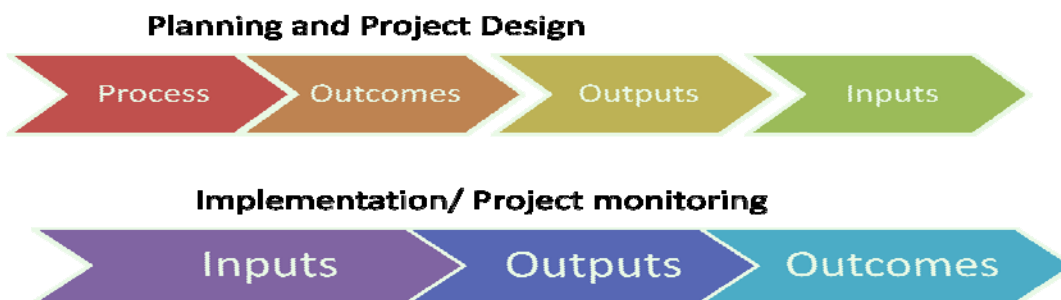 Planning and Project Design
Process Outcomes Outputs Inputs
Implementation/ Project monitoring
Inputs Outputs Outcomes